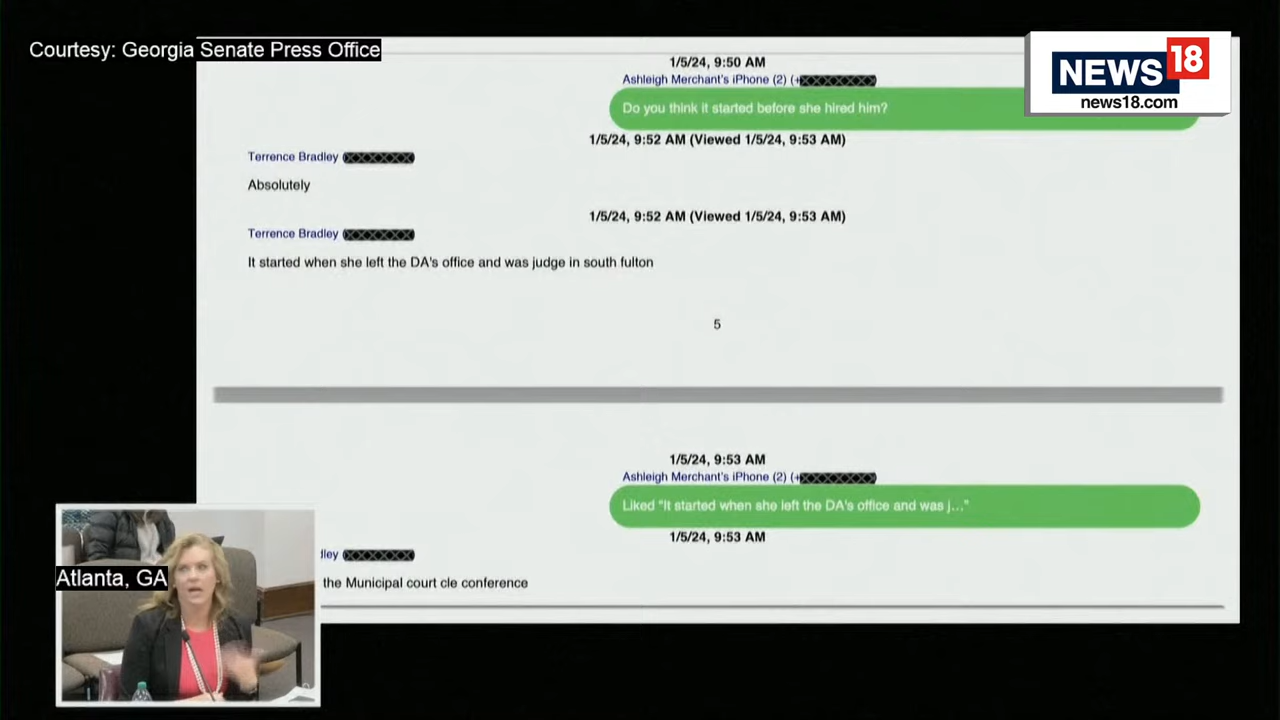 Courtesy: Georgia Senate Press Office
NEWS 18
news18.com
1/5/24, 9:50 AM
Ashleigh Merchant's iPhone (2) (+
Do you think it started before she hired him?
1/5/24, 9:52 AM (Viewed 1/5/24, 9:53 AM)
Terrence Bradley
Absolutely
1/5/24, 9:52 AM (Viewed 1/5/24, 9:53 AM)
Terrence Bradley
It started when she left the DA's office and was judge in south fulton
5
1/5/24, 9:53 AM
Ashleigh Merchant's iPhone (2) (+
Liked "It started when she left the DA's office and was j..."
1/5/24, 9:53 AM
dley
the Municipal court cle conference
Atlanta, GA